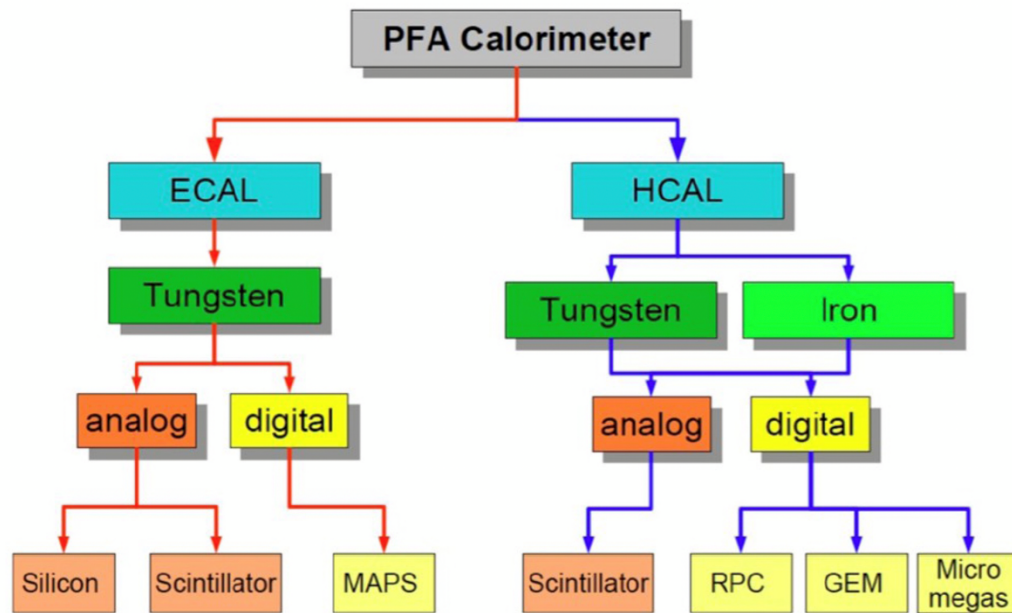 PFA Calorimeter
ECAL
HCAL
Tungsten
Tungsten
Iron
analog
digital
analog
digital
Silicon
Scintillator
MAPS
Scintillator
RPC
GEM
Micro
megas